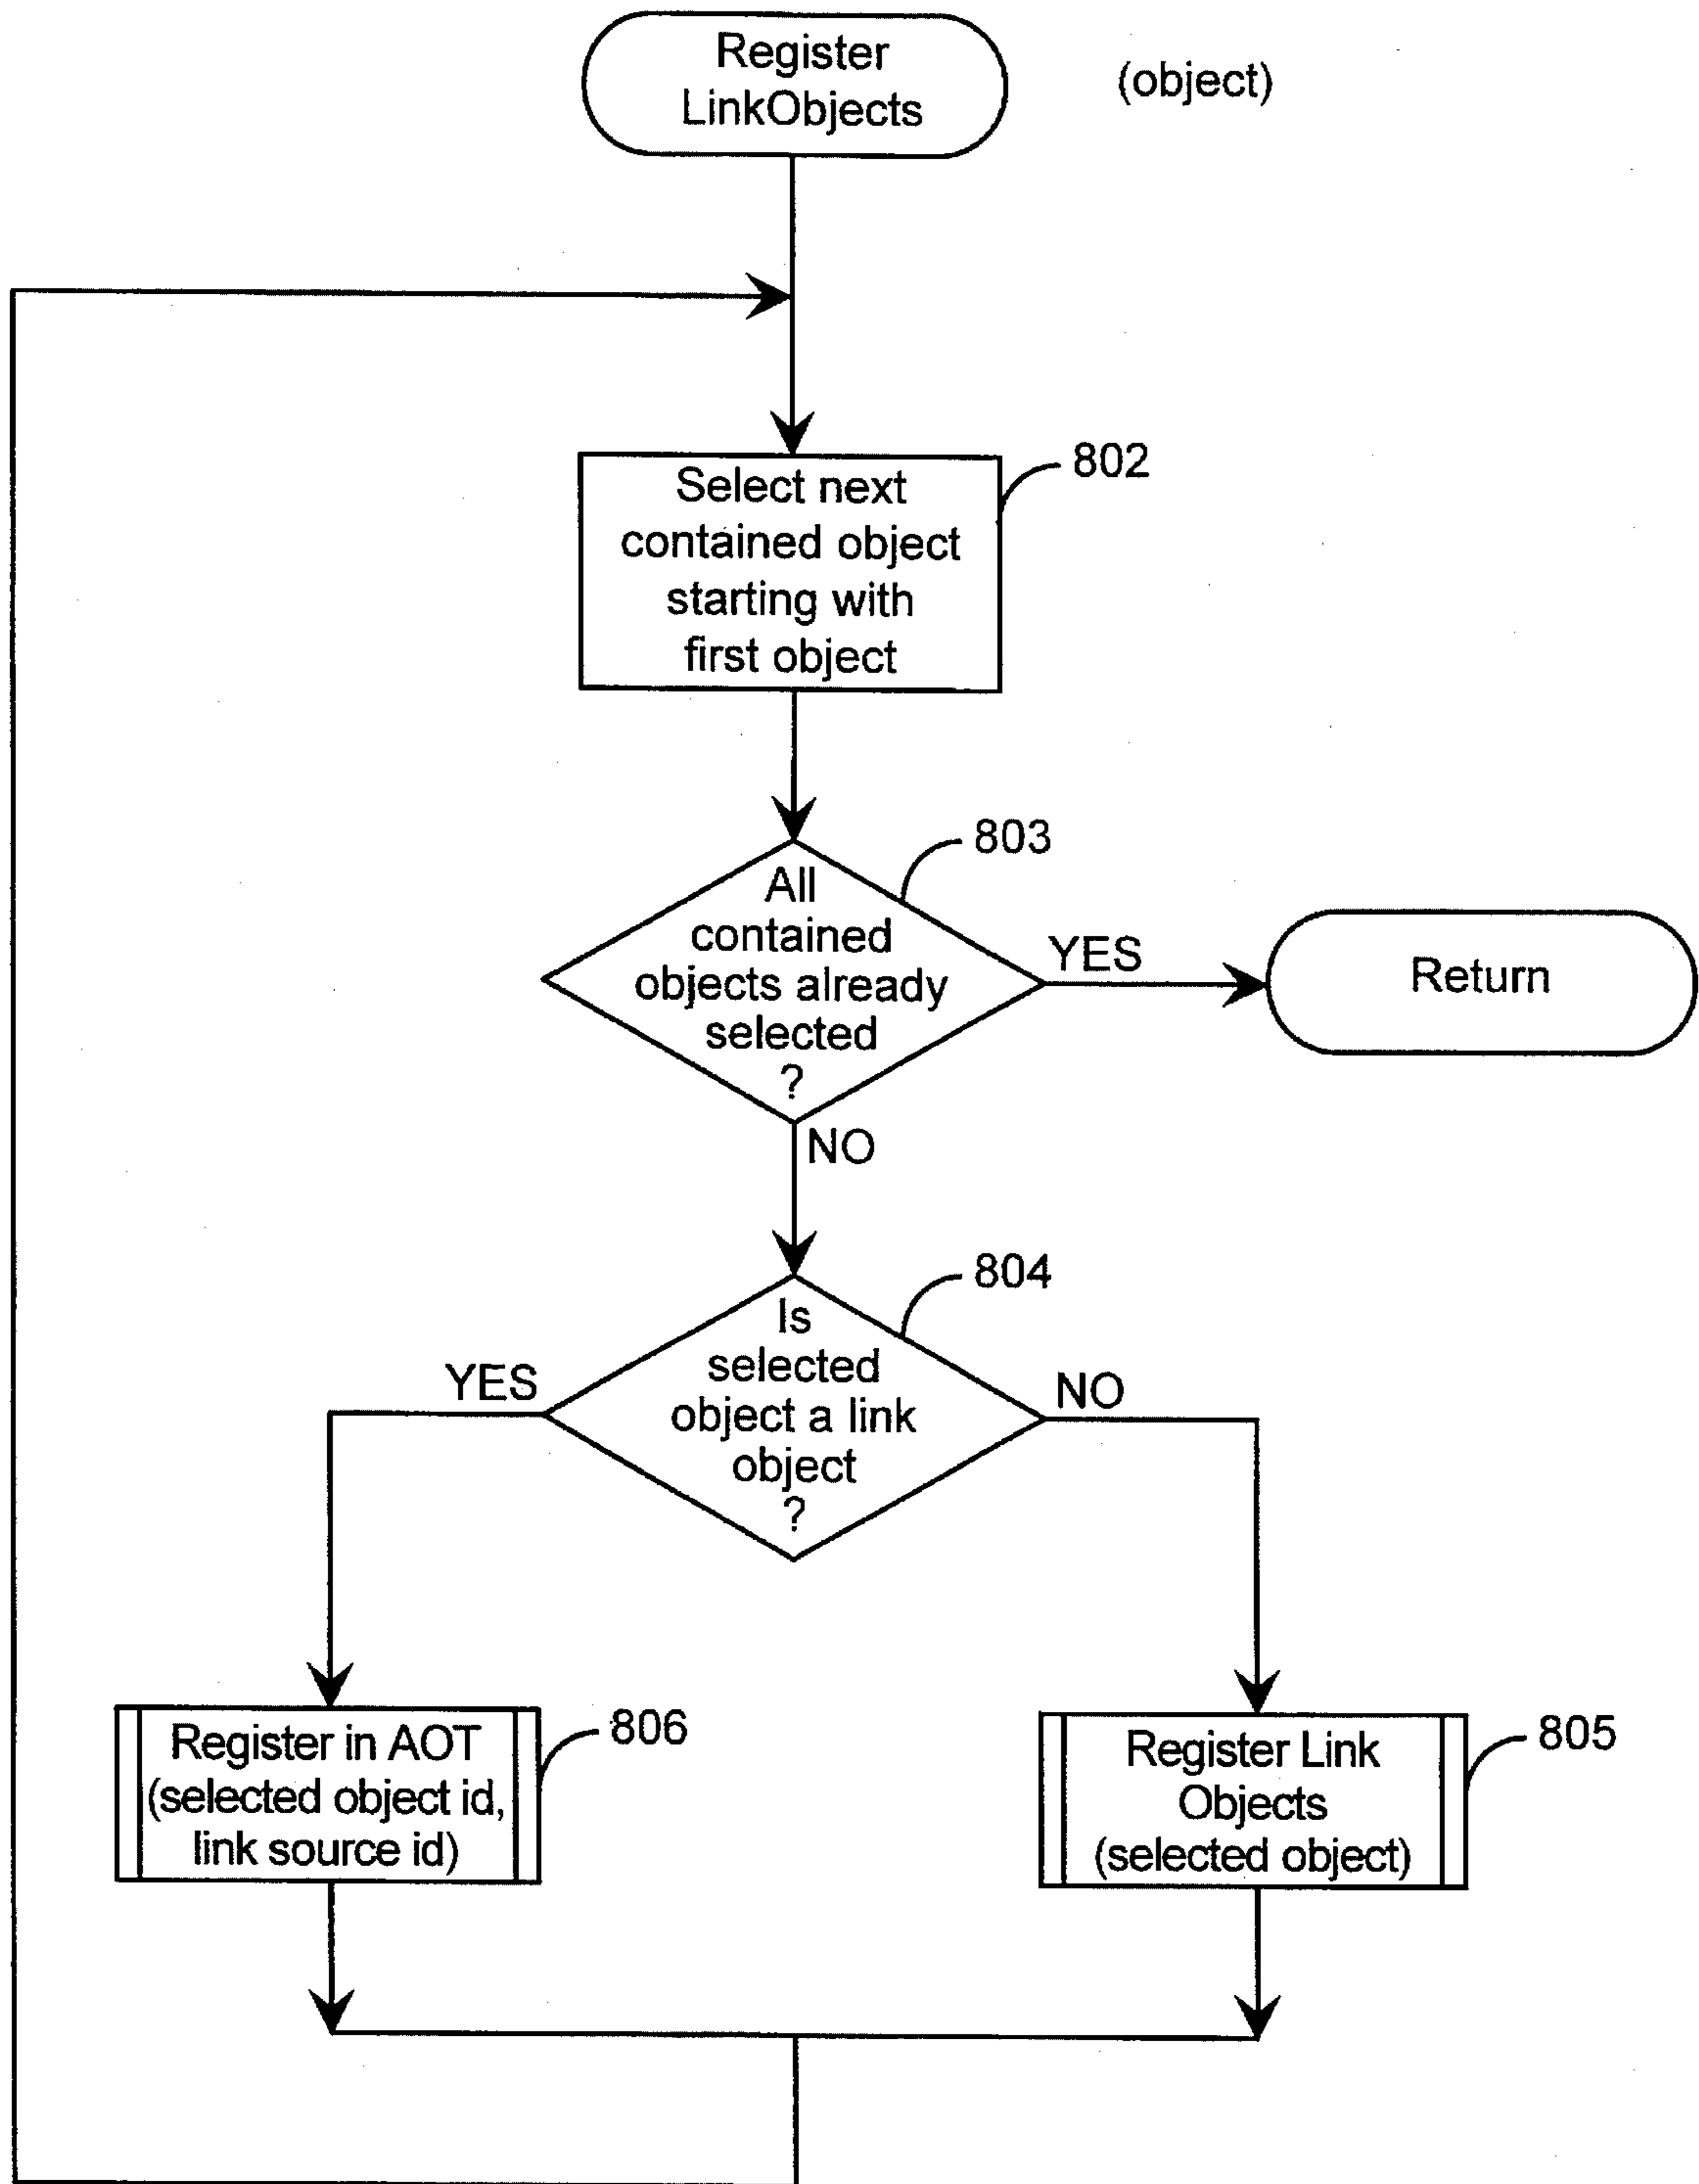 Register
LinkObjects
(object)
802
Select next
contained object
starting with
first object
803
All
contained
objects already
selected
?
YES
Return
NO
804
Is
selected
object a link
object
?
YES
NO
806
Register in AOT
(selected object id,
link source id)
805
Register Link
Objects
(selected object)